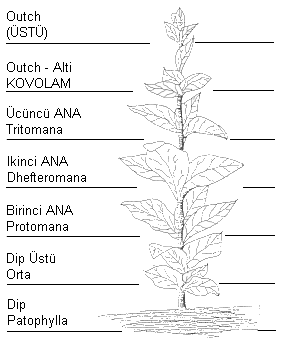 Outch
(ÜSTÜ)
Outch - Alti
KOVOLAM
Ücüncü ANA
Tritomana
Ikinci ANA
Dhefteromana
Birinci ANA
Protomana
Dip Üstü
Orta
Dip
Patophylla